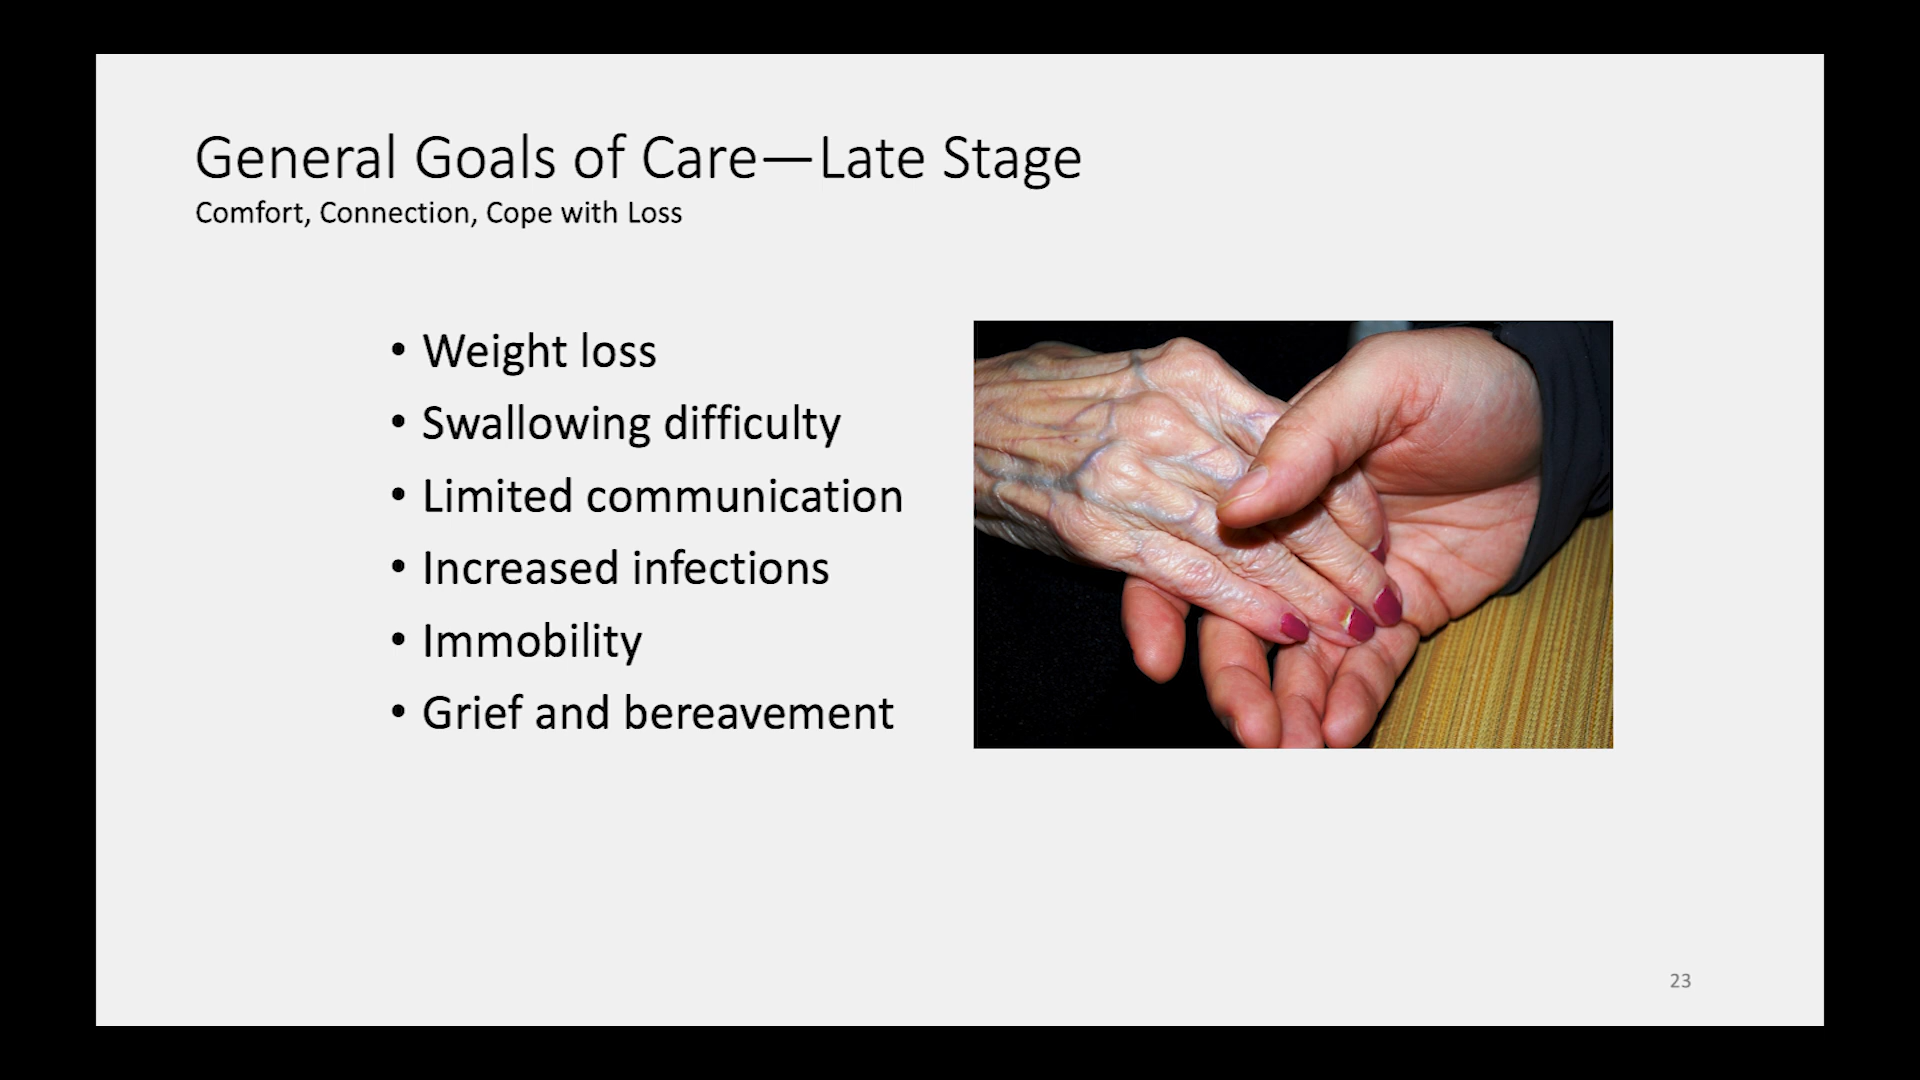 General Goals of Care—Late Stage
Comfort, Connection, Cope with Loss
• Weight loss
• Swallowing difficulty
• Limited communication
• Increased infections
• Immobility
• Grief and bereavement
23